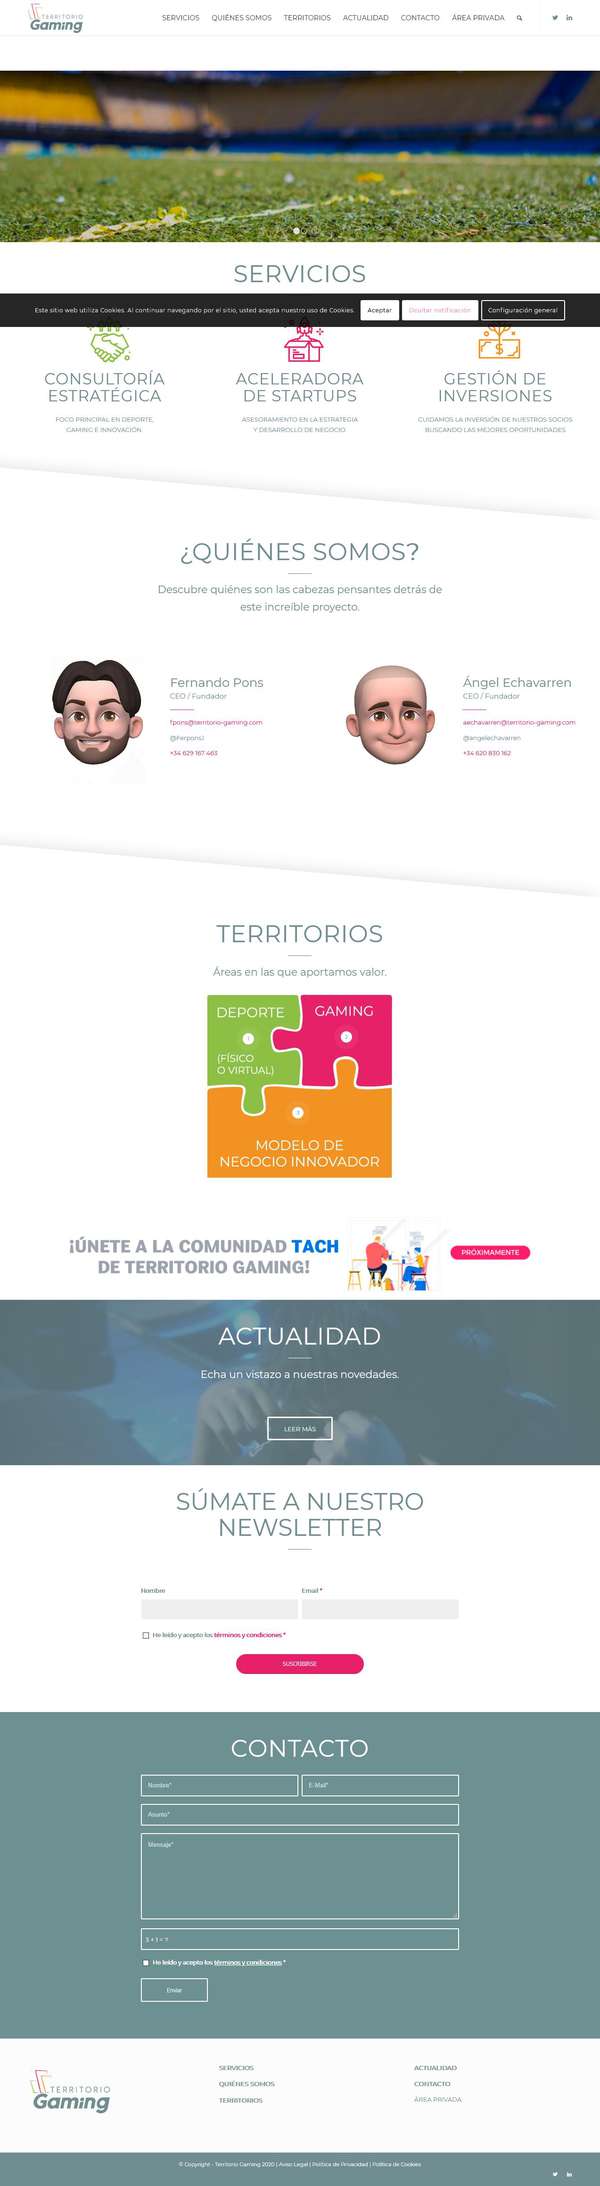 TERRITORIO
Gaming
SERVICIOS QUIÉNES SOMOS TERRITORIOS ACTUALIDAD CONTACTO ÁREA PRIVADA
SERVICIOS
Este sitio web utiliza Cookies. Al continuar navegando por el sitio, usted acepta nuestro uso de Cookies. Aceptar Ocultar notificación Configuración general
CONSULTORÍA
ESTRATÉGICA
FOCO PRINCIPAL EN DEPORTE,
GAMING E INNOVACIÓN
ACELERADORA
DE STARTUPS
ASESORAMIENTO EN LA ESTRATEGIA
Y DESARROLLO DE NEGOCIO
GESTIÓN DE
INVERSIONES
CUIDAMOS LA INVERSIÓN DE NUESTROS SOCIOS
BUSCANDO LAS MEJORES OPORTUNIDADES
¿QUIÉNES SOMOS?
Descubre quiénes son las cabezas pensantes detrás de
este increíble proyecto.
Fernando Pons
CEO / Fundador
fpons@territorio-gaming.com
+34 629 167 463
Ángel Echavarren
CEO / Fundador
aechavarren@territorio-gaming.com
@angelechavarren
+34 620 830 162
TERRITORIOS
Áreas en las que aportamos valor.
DEPORTE
1
(FÍSICO
O VIRTUAL)
GAMING
2
3
MODELO DE
NEGOCIO INNOVADOR
¡ÚNETE A LA COMUNIDAD TACH
DE TERRITORIO GAMING!
PRÓXIMAMENTE
ACTUALIDAD
Echa un vistazo a nuestras novedades.
LEER MÁS
SÚMATE A NUESTRO
NEWSLETTER
Nombre Email *
He leído y acepto los términos y condiciones *
SUSCRIBIRSE
CONTACTO
Nombre* E-Mail*
Asunto*
Mensaje*
5 + 1 = ?
He leído y acepto los términos y condiciones *
Enviar
TERRITORIO
Gaming
SERVICIOS
QUIÉNES SOMOS
TERRITORIOS
ACTUALIDAD
CONTACTO
ÁREA PRIVADA
© Copyright - Territorio Gaming 2020 | Aviso Legal | Política de Privacidad | Política de Cookies